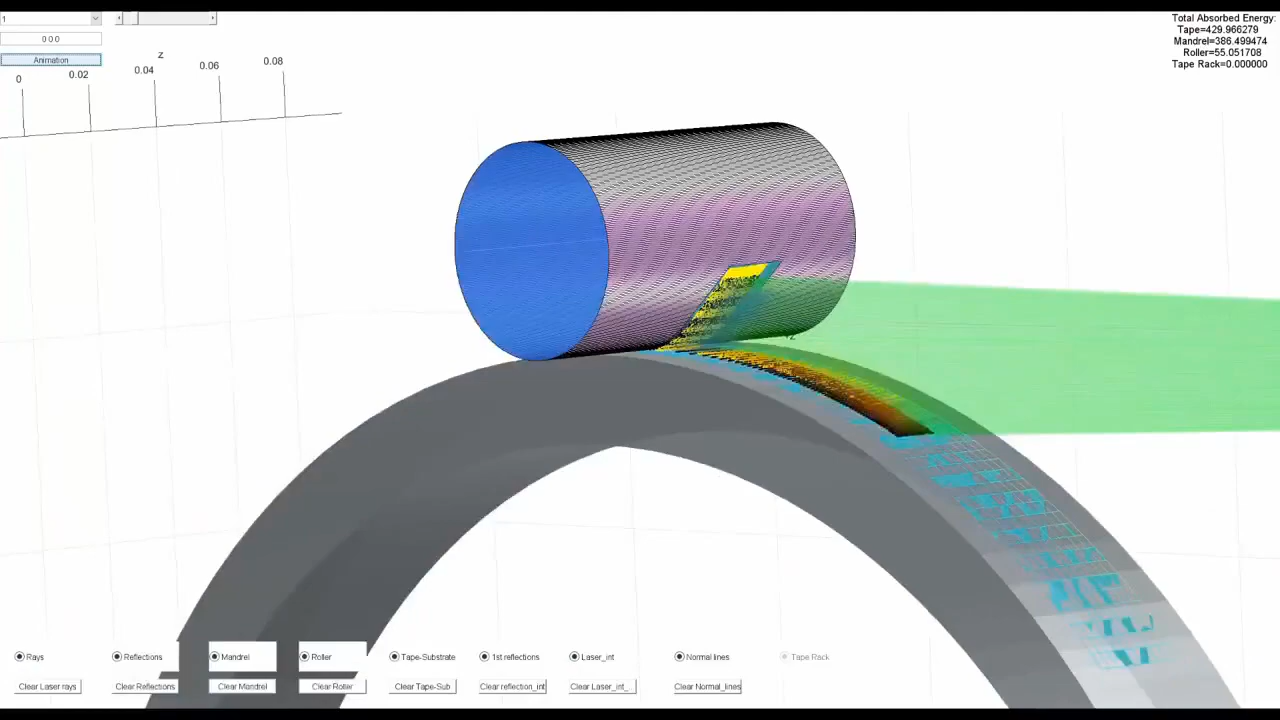 1
0 0 0
Animation
z
0 0.02 0.04 0.06 0.08
Total Absorbed Energy:
Tape=429.966279
Mandrel=386.499474
Roller=55.051708
Tape Rack=0.000000
z
Rays Reflections Mandrel Roller Tape-Substrate 1st reflections Laser_int Normal lines Tape Rack
Clear Laser rays Clear Reflections Clear Mandrel Clear Roller Clear Tape-Sub Clear reflection_int Clear Laser_int_ Clear Normal_lines